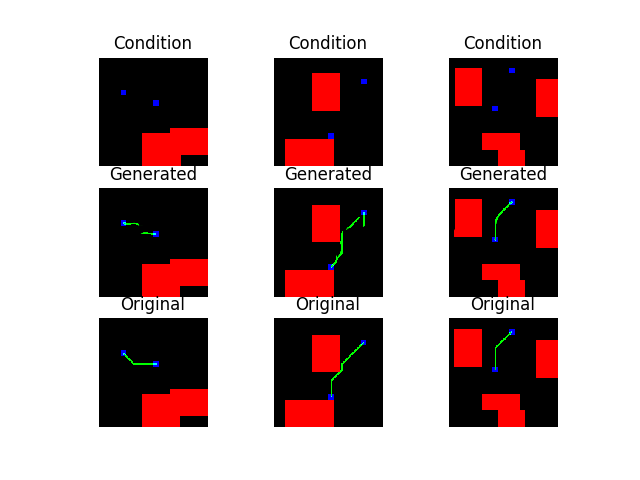 Condition Condition Condition
Generated Generated Generated
Original Original Original